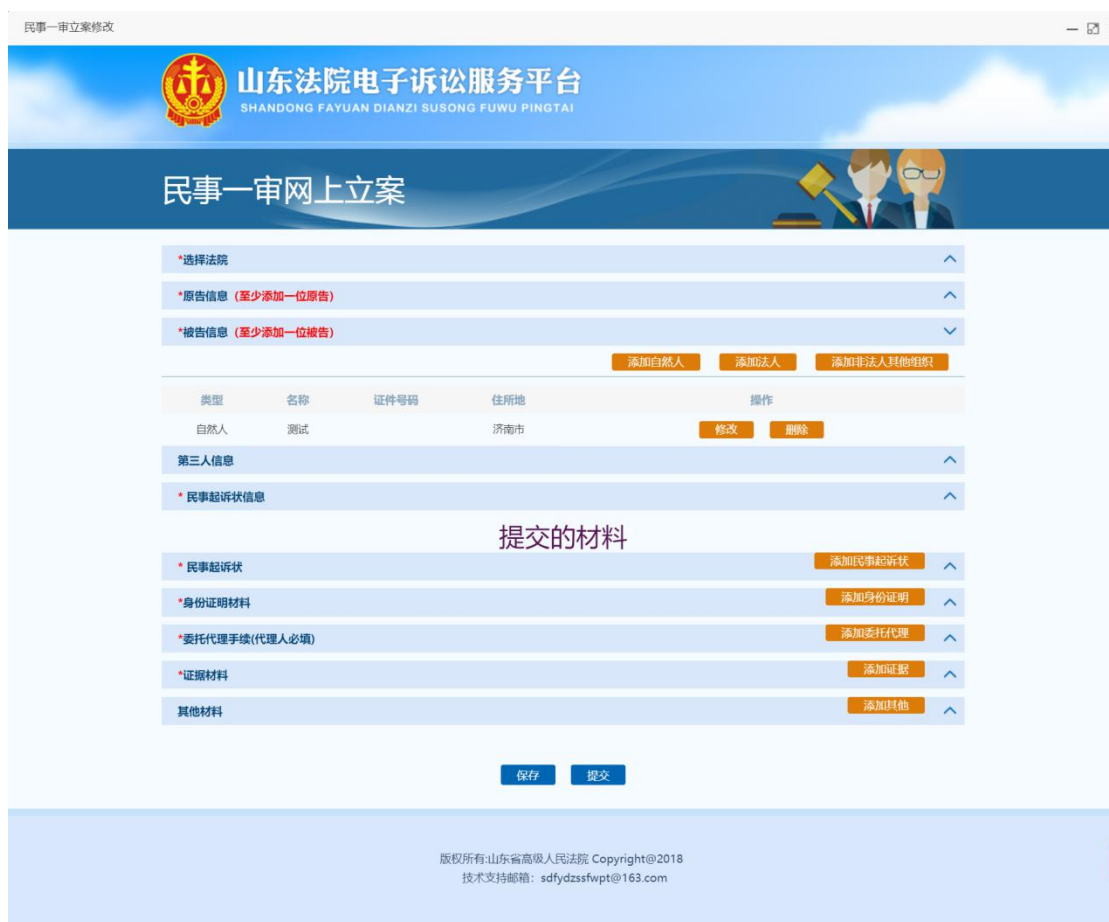 民事一审立案修改
山东法院电子诉讼服务平台
SHANDONG FAYUAN DIANZI SUSONG FUWU PINGTAI
民事一审网上立案
*选择法院
*原告信息（至少添加一位原告）
*被告信息（至少添加一位被告）
添加自然人 添加法人 添加非法人其他组织
类型 名称 证件号码 住所地 操作
自然人 测试 济南市 修改 删除
第三人信息
* 民事起诉状信息
提交的材料
* 民事起诉状 添加民事起诉状
*身份证明材料 添加身份证明
*委托代理手续(代理人必填) 添加委托代理
*证据材料 添加证据
其他材料 添加其他
保存 提交
版权所有:山东省高级人民法院 Copyright@2018
技术支持邮箱：sdfydzssfwpt@163.com